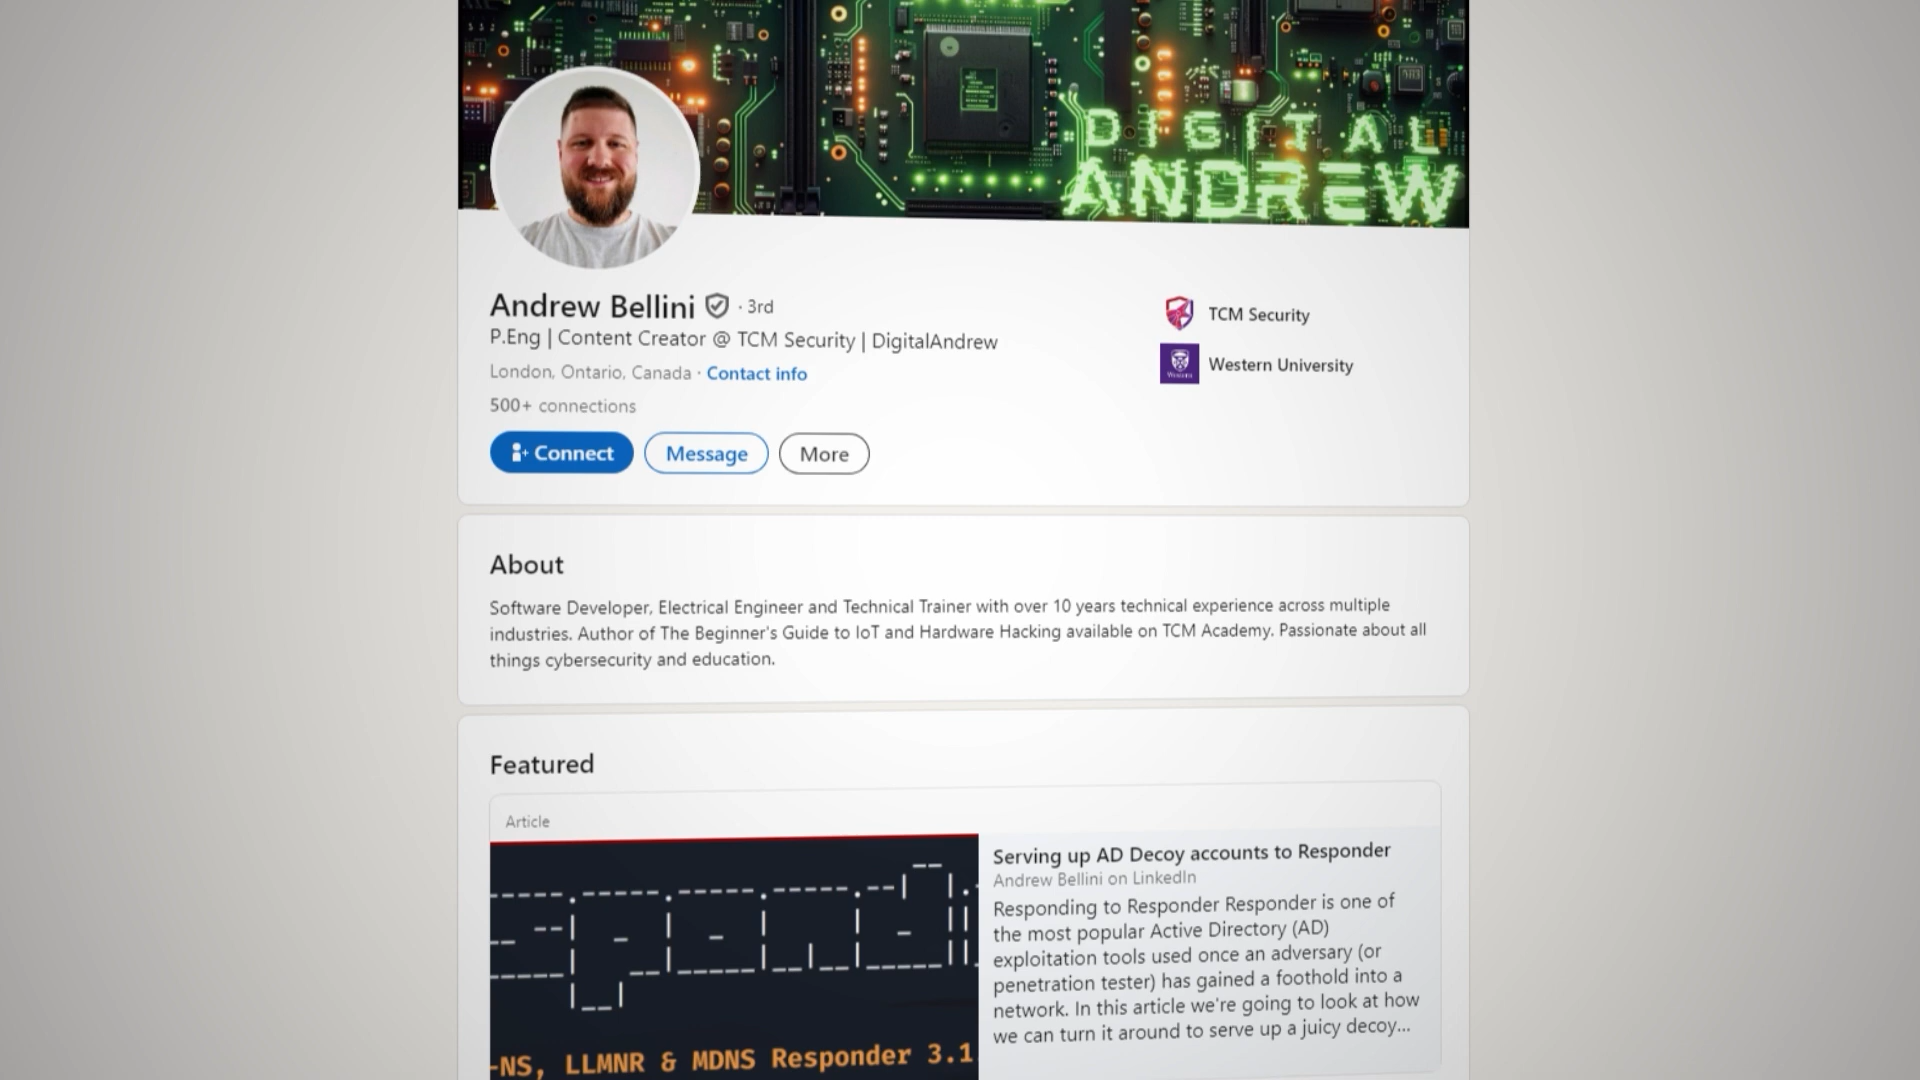 DIGITAL
ANDREW
Andrew Bellini · 3rd
P.Eng | Content Creator @ TCM Security | DigitalAndrew
London, Ontario, Canada · Contact info
500+ connections
Connect
Message
More
TCM Security
Western University
About
Software Developer, Electrical Engineer and Technical Trainer with over 10 years technical experience across multiple
industries. Author of The Beginner's Guide to IoT and Hardware Hacking available on TCM Academy. Passionate about all
things cybersecurity and education.
Featured
Article
-NS, LLMNR & MDNS Responder 3.1
Serving up AD Decoy accounts to Responder
Andrew Bellini on LinkedIn
Responding to Responder Responder is one of
the most popular Active Directory (AD)
exploitation tools used once an adversary (or
penetration tester) has gained a foothold into a
network. In this article we're going to look at how
we can turn it around to serve up a juicy decoy...